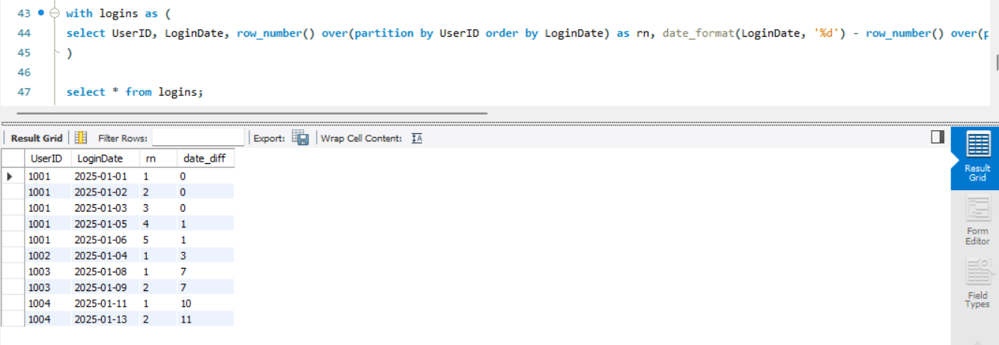 43 with logins as (
44 select UserID, LoginDate, row_number() over(partition by UserID order by LoginDate) as rn, date_format(LoginDate, '%d') - row_number() over(p
45 )
46
47 select * from logins;
Result Grid Filter Rows: Export: Wrap Cell Content: IA
UserID LoginDate rn date_diff
1001 2025-01-01 1 0
1001 2025-01-02 2 0
1001 2025-01-03 3 0
1001 2025-01-05 4 1
1001 2025-01-06 5 1
1002 2025-01-04 1 3
1003 2025-01-08 1 7
1003 2025-01-09 2 7
1004 2025-01-11 1 10
1004 2025-01-13 2 11
Result
Grid
Form
Editor
Field
Types